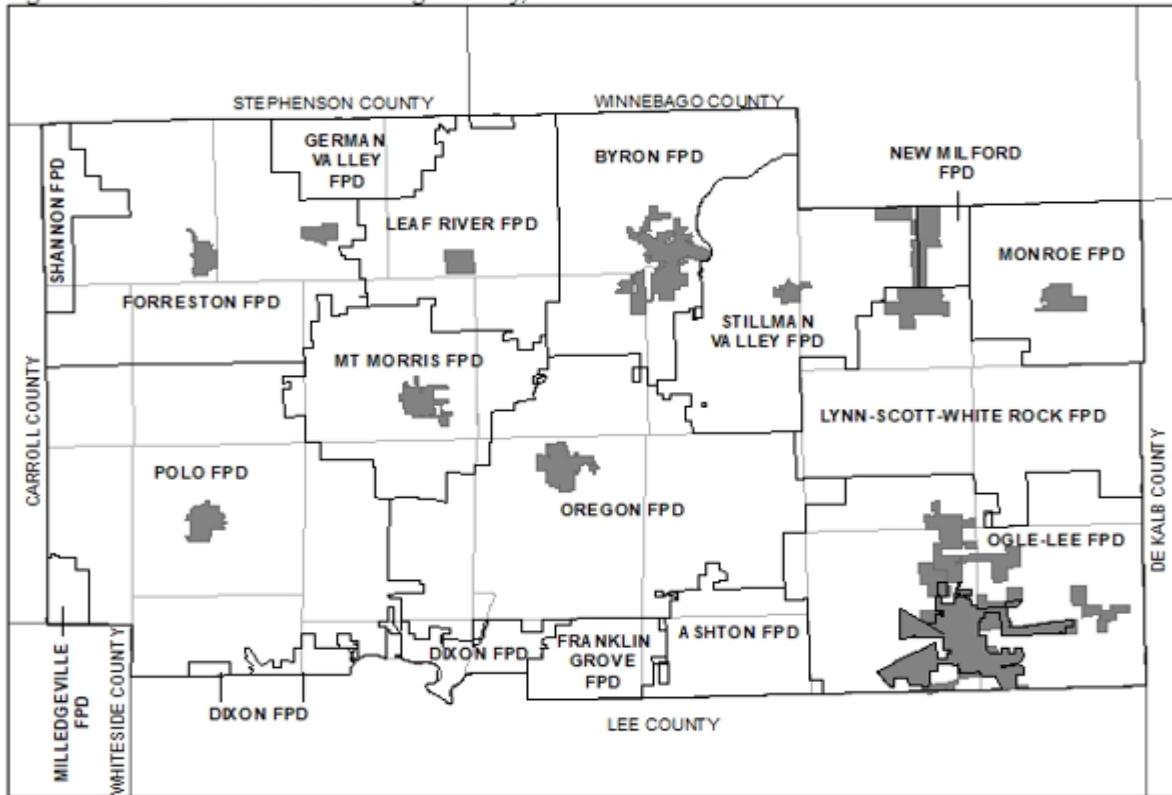 STEPHENSON COUNTY
WINNEBAGO COUNTY
GERMAN
VALLEY
FPD
BYRON FPD
NEW MILFORD
FPD
SHANNON FPD
LEAF RIVER FPD
MONROE FPD
FORRESTON FPD
STILLMAN
VALLEY FPD
MT MORRIS FPD
LYNN-SCOTT-WHITE ROCK FPD
CARROLL COUNTY
DE KALB COUNTY
POLO FPD
OREGON FPD
OGLE-LEE FPD
ASHTON FPD
DIXON FPD
FRANKLIN
GROVE
FPD
MILLEDGEVILLE
FPD
WHITESIDE COUNTY
DIXON FPD
LEE COUNTY